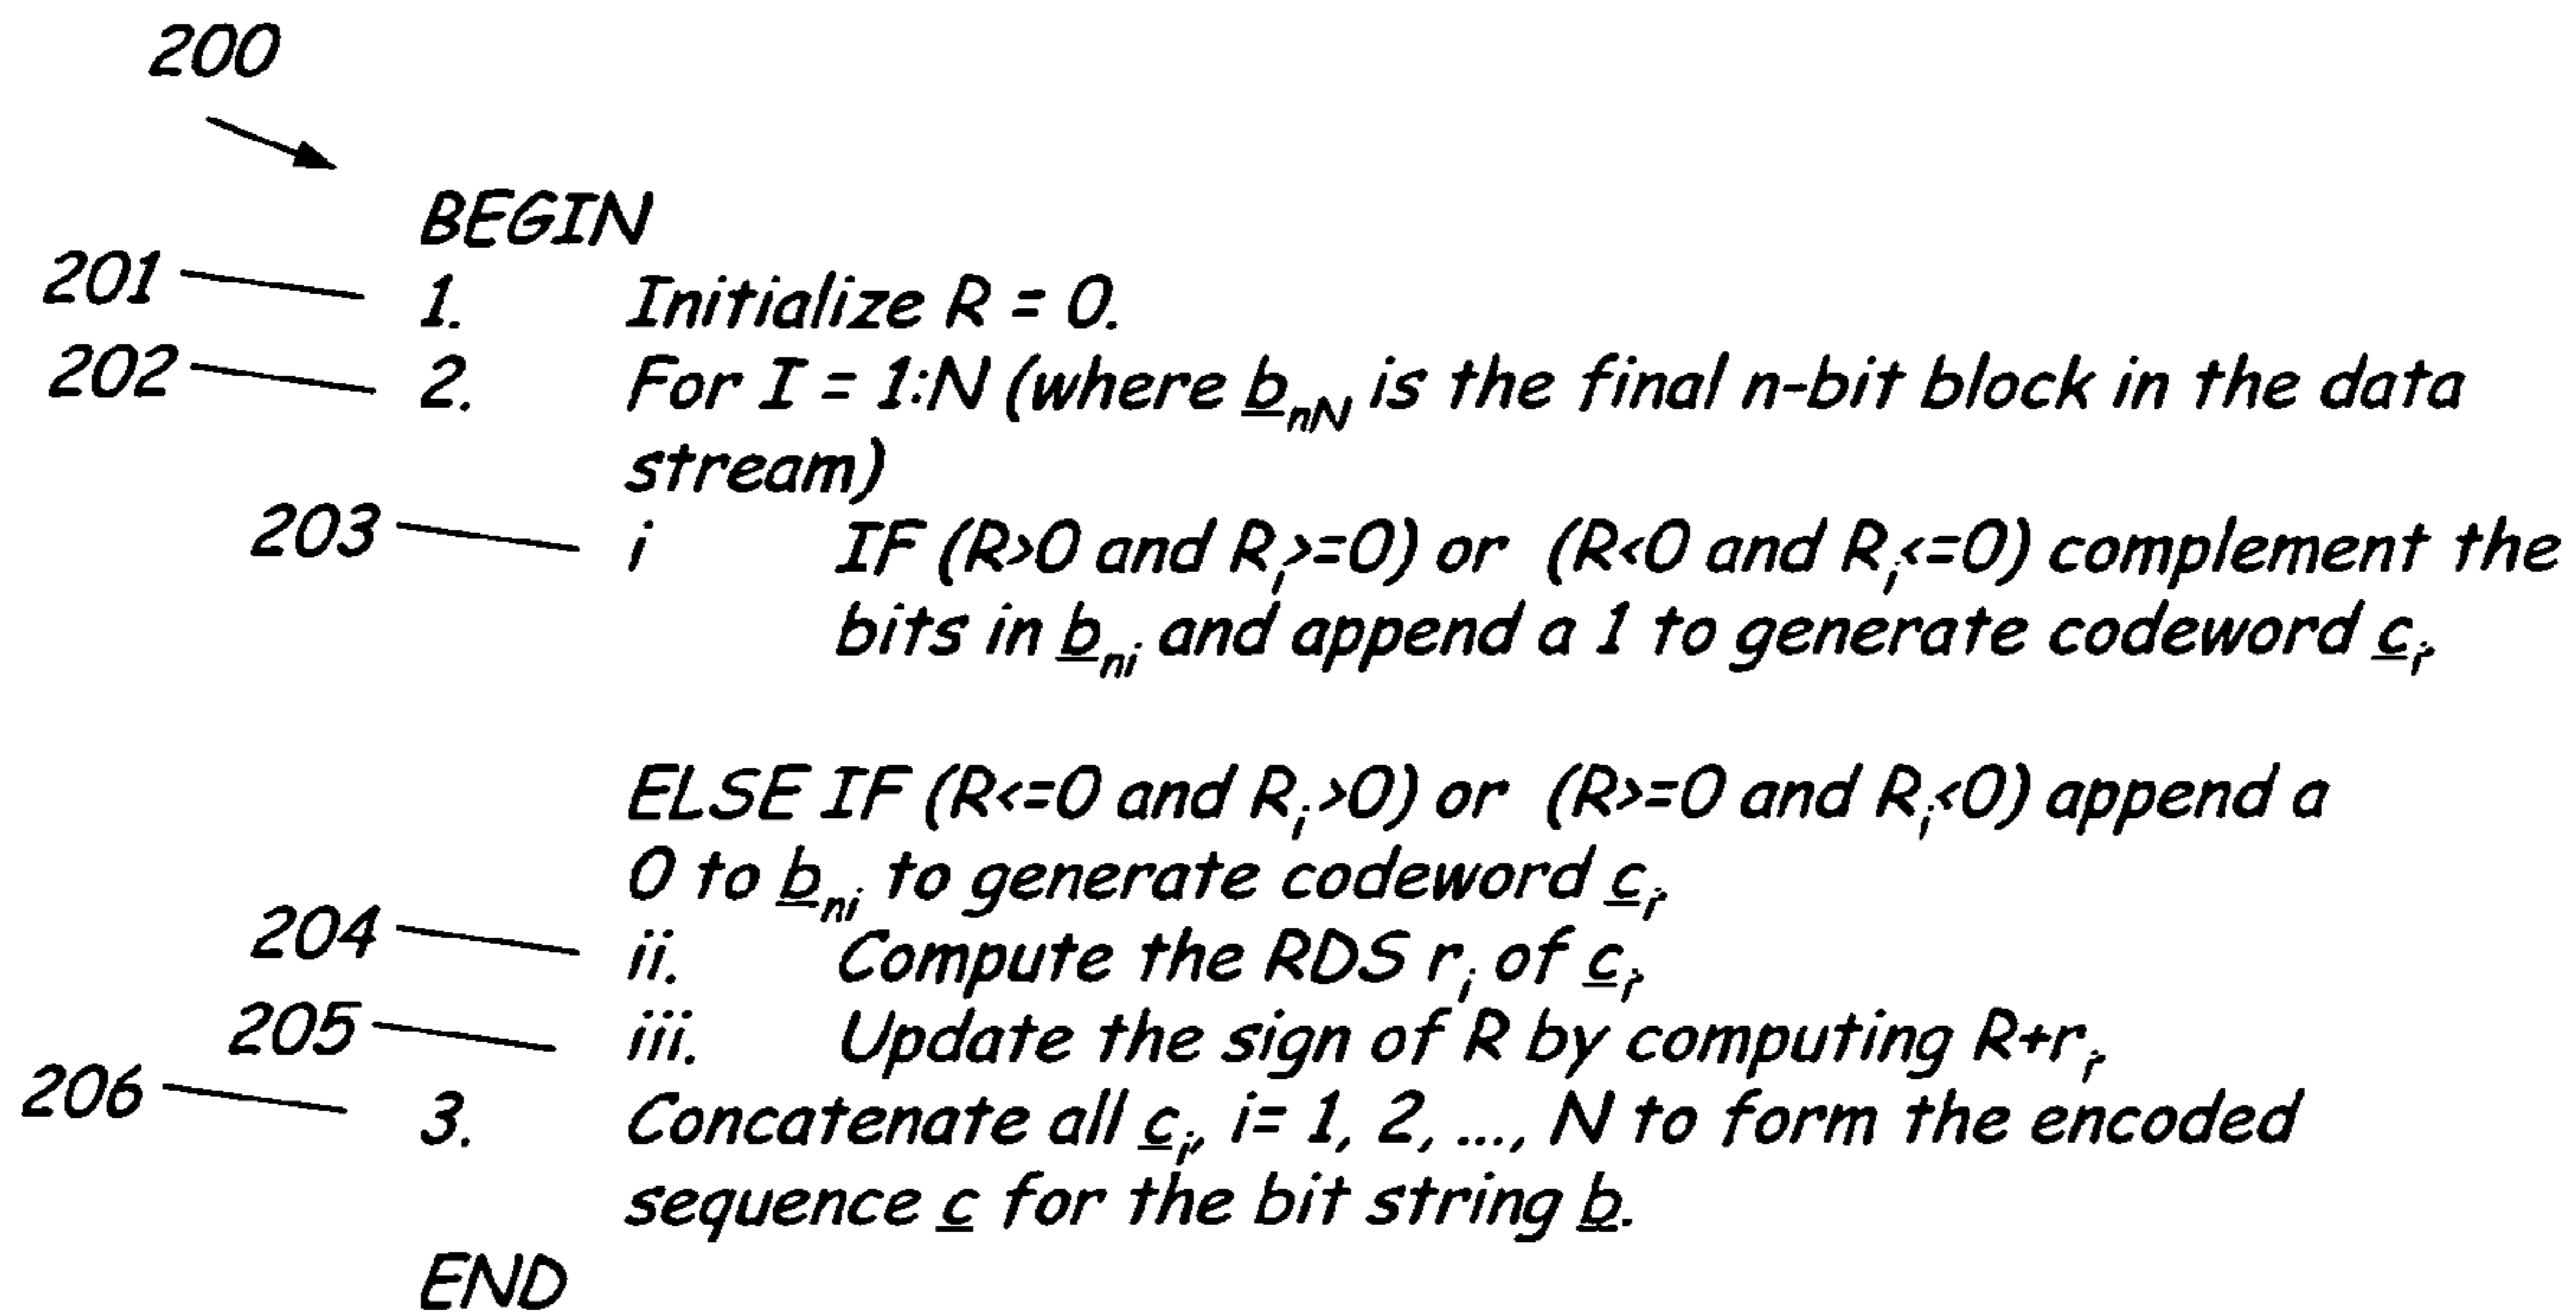 200
BEGIN
201 1. Initialize R = 0.
202 2. For I = 1:N (where b_nN is the final n-bit block in the data
stream)
203 i IF (R>0 and R_i>=0) or (R<0 and R_i<=0) complement the
bits in b_ni and append a 1 to generate codeword c_i.
ELSE IF (R<=0 and R_i>0) or (R>=0 and R_i<0) append a
0 to b_ni to generate codeword c_i.
204 ii. Compute the RDS r_i of c_i.
205 iii. Update the sign of R by computing R+r_i.
206 3. Concatenate all c_i, i= 1, 2, ..., N to form the encoded
sequence c for the bit string b.
END